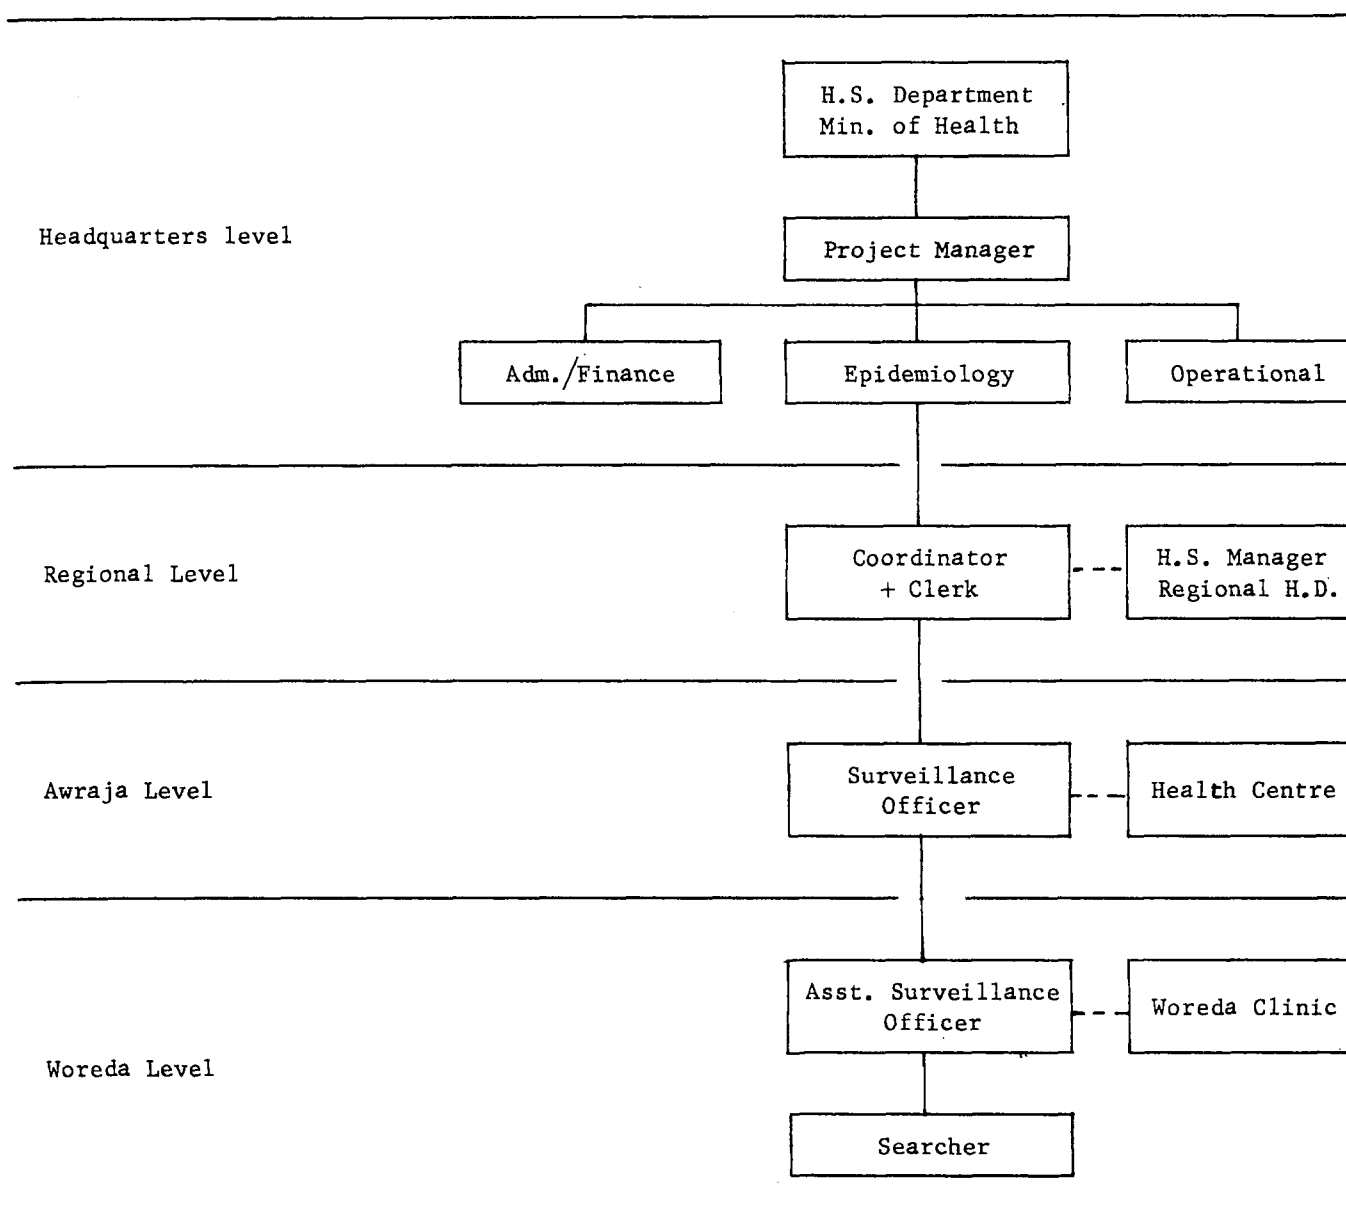 H.S. Department
Min. of Health
Headquarters level
Project Manager
Adm./Finance
Epidemiology
Operational
Regional Level
Coordinator
+ Clerk
H.S. Manager
Regional H.D.
Awraja Level
Surveillance
Officer
Health Centre
Asst. Surveillance
Officer
Woreda Clinic
Woreda Level
Searcher